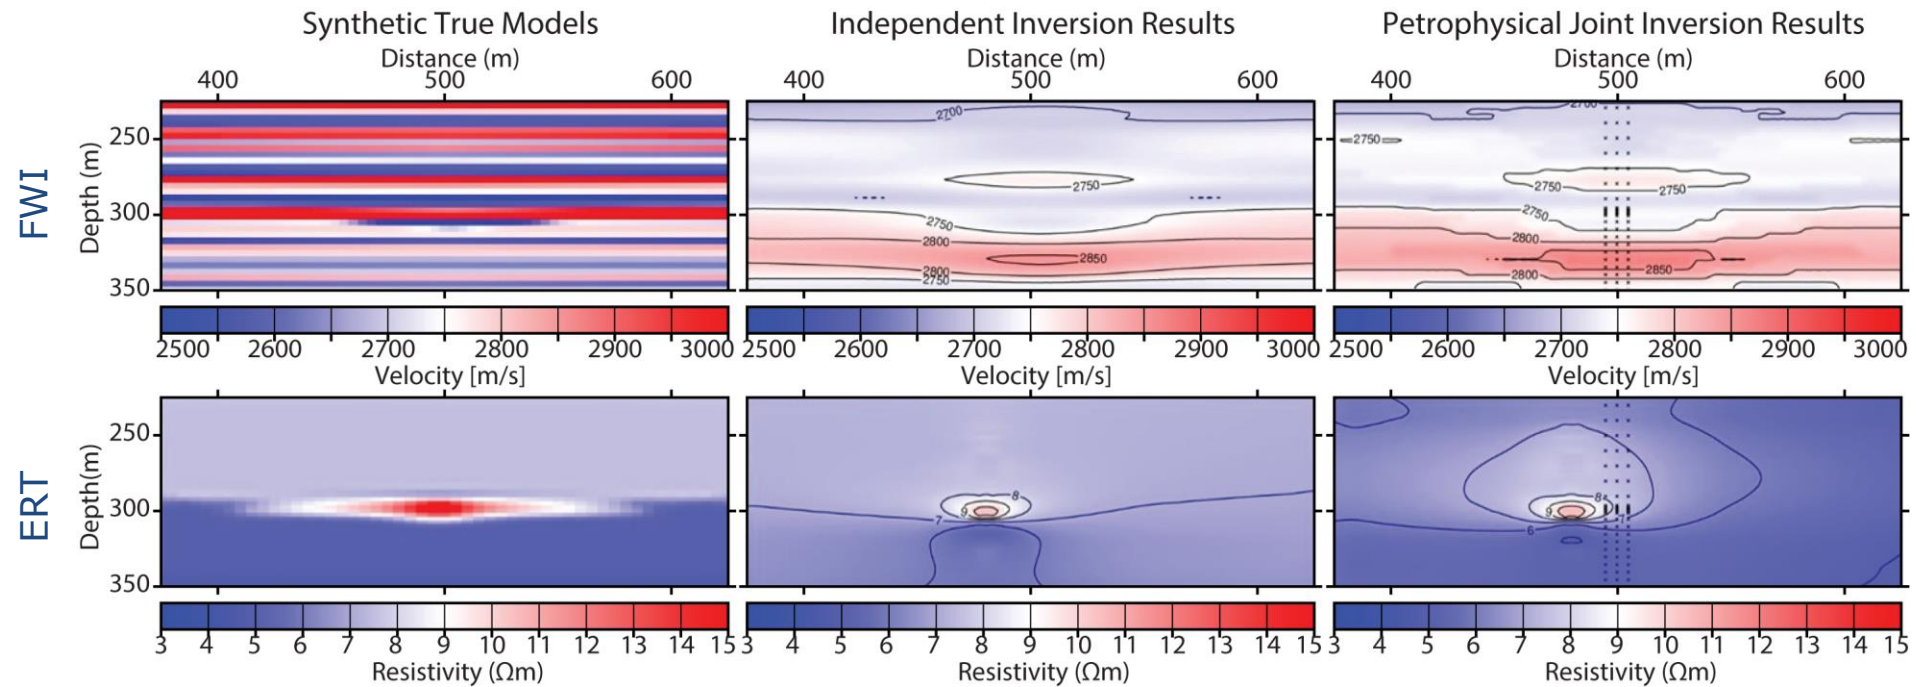 Synthetic True Models
Independent Inversion Results
Petrophysical Joint Inversion Results
Distance (m)
Distance (m)
Distance (m)
400 500 600
400 500 600
400 500 600
FWI
Depth (m)
250
300
350
2700
2750
2750
2800
2850
2800
2750
2700
2750
2750
2750
2750
2800
2800
2850
2500 2600 2700 2800 2900 3000
2500 2600 2700 2800 2900 3000
2500 2600 2700 2800 2900 3000
Velocity [m/s]
Velocity [m/s]
Velocity [m/s]
ERT
Depth(m)
250
300
350
8
9
7
8
9
7
6
3 4 5 6 7 8 9 10 11 12 13 14 15
3 4 5 6 7 8 9 10 11 12 13 14 15
3 4 5 6 7 8 9 10 11 12 13 14 15
Resistivity (Ωm)
Resistivity (Ωm)
Resistivity (Ωm)